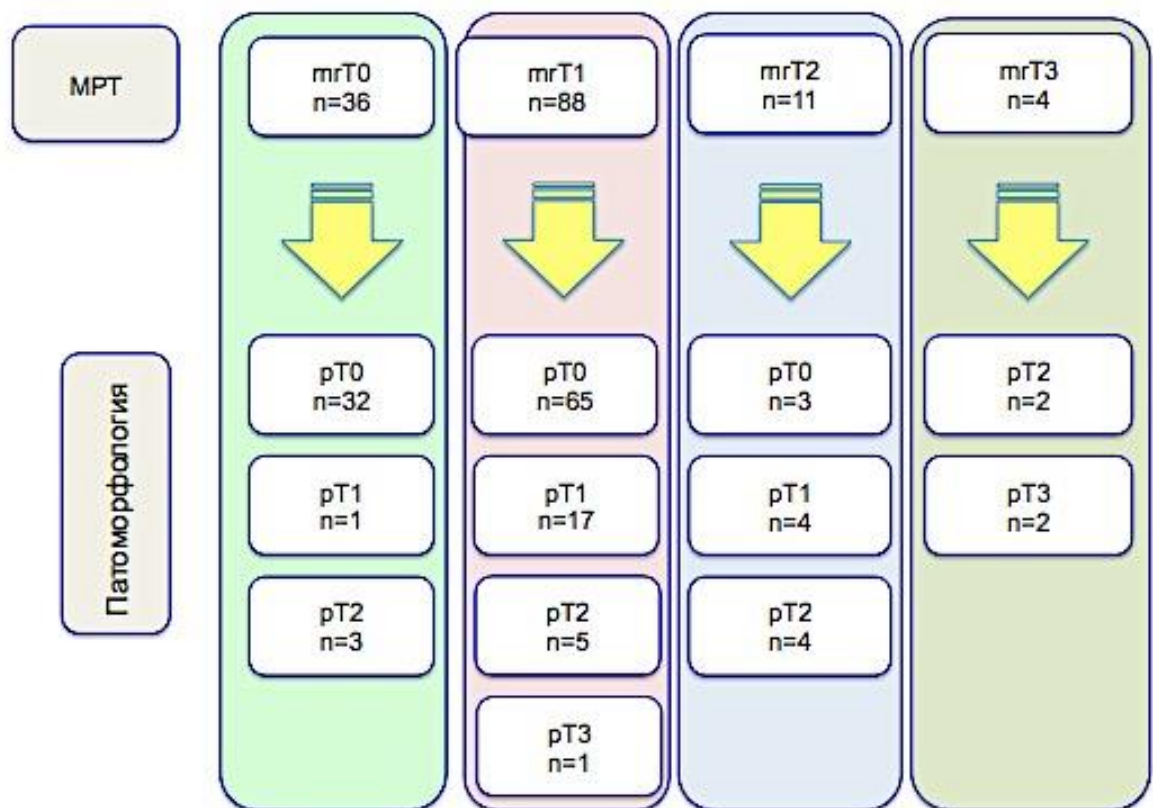 МРТ
mrT0
n=36
mrT1
n=88
mrT2
n=11
mrT3
n=4
Патоморфология
pT0
n=32
pT0
n=65
pT0
n=3
pT2
n=2
pT1
n=1
pT1
n=17
pT1
n=4
pT3
n=2
pT2
n=3
pT2
n=5
pT2
n=4
pT3
n=1